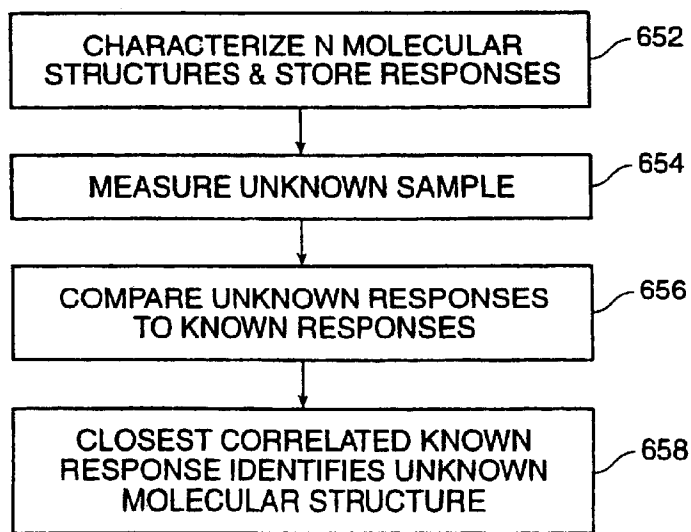 CHARACTERIZE N MOLECULAR
STRUCTURES & STORE RESPONSES
652
MEASURE UNKNOWN SAMPLE
654
COMPARE UNKNOWN RESPONSES
TO KNOWN RESPONSES
656
CLOSEST CORRELATED KNOWN
RESPONSE IDENTIFIES UNKNOWN
MOLECULAR STRUCTURE
658